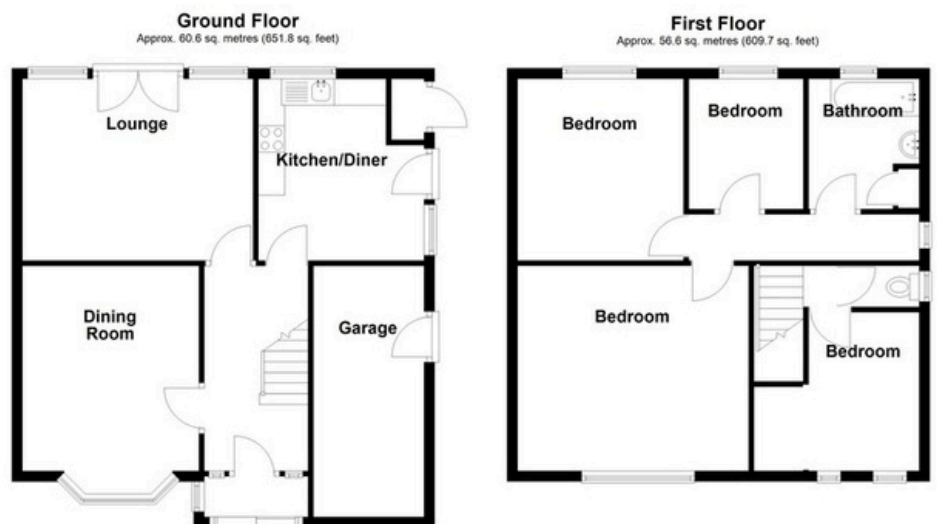 Ground Floor
Approx. 60.6 sq. metres (651.8 sq. feet)
Lounge
Kitchen/Diner
Dining
Room
Garage
First Floor
Approx. 56.6 sq. metres (609.7 sq. feet)
Bedroom
Bedroom
Bathroom
Bedroom
Bedroom